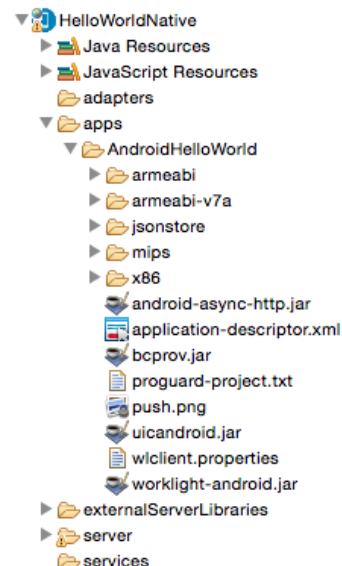 HelloWorldNative
Java Resources
JavaScript Resources
adapters
apps
AndroidHelloWorld
armeabi
armeabi-v7a
jsonstore
mips
x86
android-async-http.jar
application-descriptor.xml
bcprov.jar
proguard-project.txt
push.png
uicandroid.jar
wlclient.properties
worklight-android.jar
externalServerLibraries
server
services